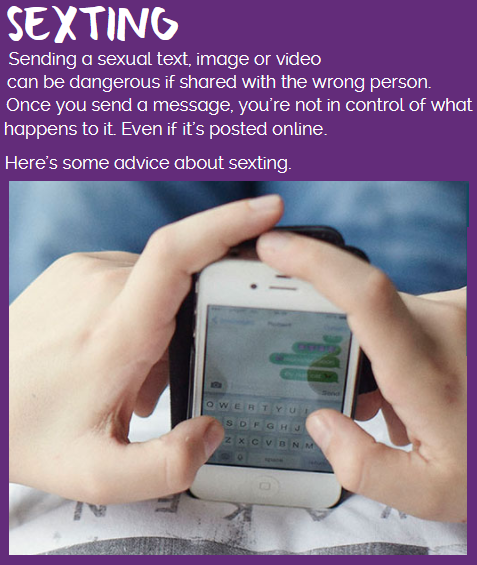 SEXTING
Sending a sexual text, image or video
can be dangerous if shared with the wrong person.
Once you send a message, you're not in control of what
happens to it. Even if it's posted online.
Here's some advice about sexting.
Send
Q W E R T Y U I
S D F G H J
Z X C V B N M
space